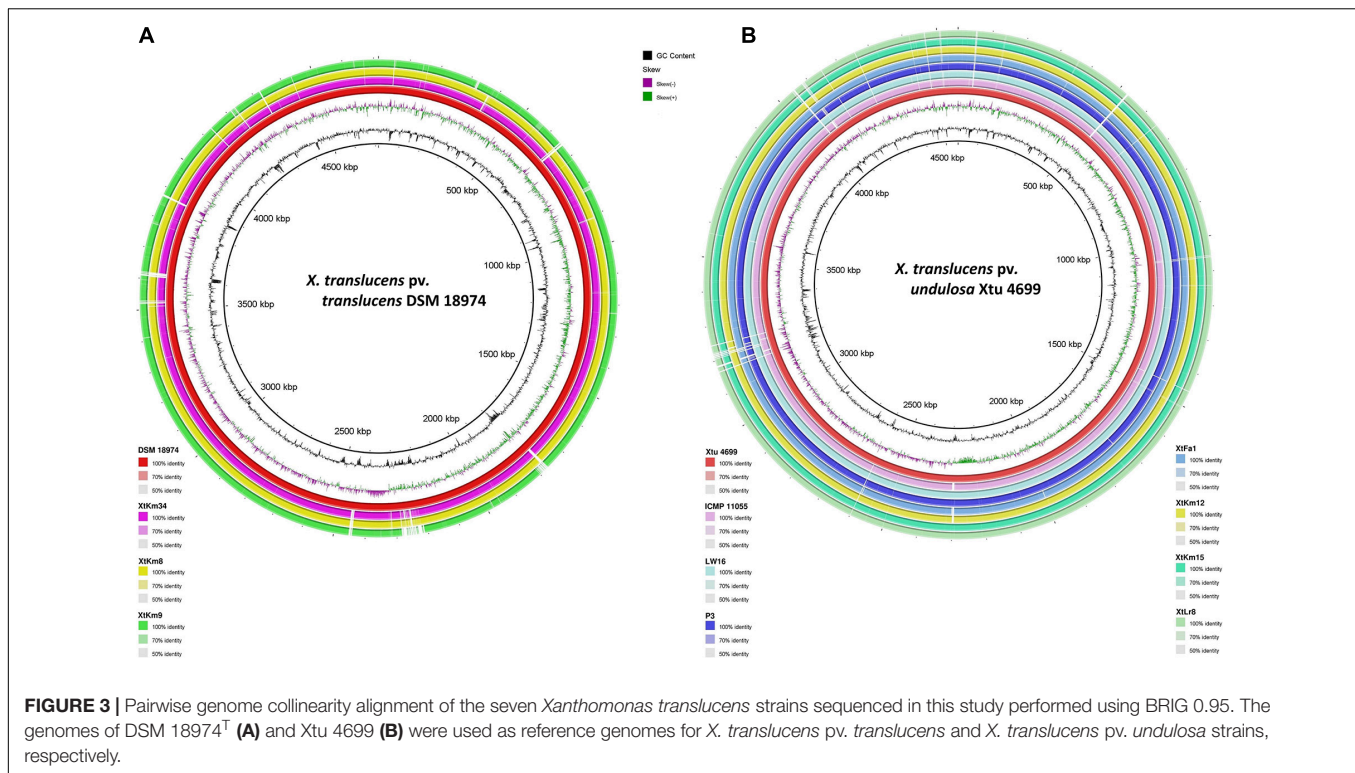 A
B
GC Content
Skew
Skew(-)
Skew(+)
4500 kbp
500 kbp
1000 kbp
1500 kbp
2000 kbp
2500 kbp
3000 kbp
3500 kbp
4000 kbp
X. translucens pv.
translucens DSM 18974
4500 kbp
500 kbp
1000 kbp
1500 kbp
2000 kbp
2500 kbp
3000 kbp
3500 kbp
4000 kbp
X. translucens pv.
undulosa Xtu 4699
DSM 18974
100% identity
70% identity
50% identity
XtKm34
100% identity
70% identity
50% identity
XtKm8
100% identity
70% identity
50% identity
XtKm9
100% identity
70% identity
50% identity
Xtu 4699
100% identity
70% identity
50% identity
ICMP 11055
100% identity
70% identity
50% identity
LW16
100% identity
70% identity
50% identity
P3
100% identity
70% identity
50% identity
XtFa1
100% identity
70% identity
50% identity
XtKm12
100% identity
70% identity
50% identity
XtKm15
100% identity
70% identity
50% identity
XtLr8
100% identity
70% identity
50% identity
FIGURE 3 | Pairwise genome collinearity alignment of the seven Xanthomonas translucens strains sequenced in this study performed using BRIG 0.95. The
genomes of DSM 18974ᵀ (A) and Xtu 4699 (B) were used as reference genomes for X. translucens pv. translucens and X. translucens pv. undulosa strains,
respectively.